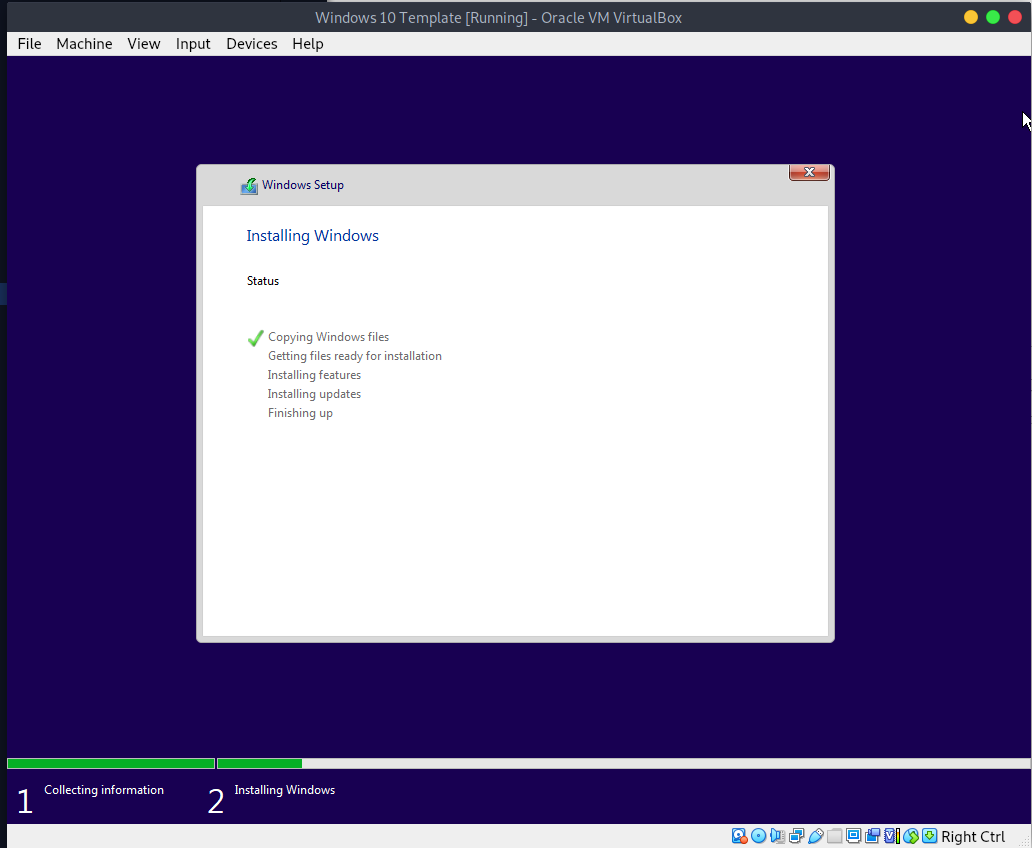 Windows 10 Template [Running] - Oracle VM VirtualBox
File Machine View Input Devices Help
Windows Setup
Installing Windows
Status
Copying Windows files
Getting files ready for installation
Installing features
Installing updates
Finishing up
1 Collecting information 2 Installing Windows
Right Ctrl